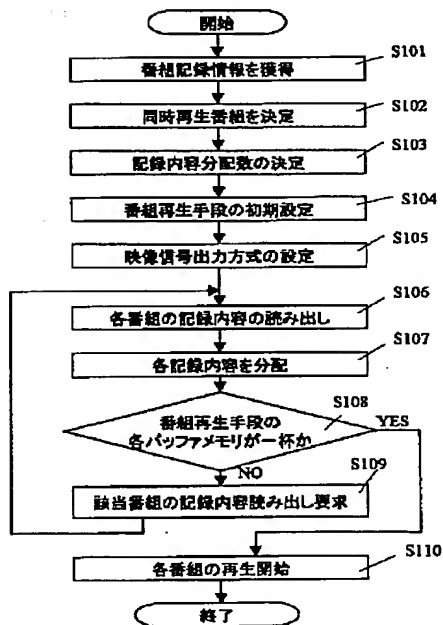 開始
S101
番組記録情報を獲得
S102
同時再生番組を決定
S103
記録内容分配数の決定
S104
番組再生手段の初期設定
S105
映像信号出力方式の設定
S106
各番組の記録内容の読み出し
S107
各記録内容を分配
S108
番組再生手段の
各バッファメモリが一杯か
YES
NO
S109
該当番組の記録内容読み出し要求
S110
各番組の再生開始
終了